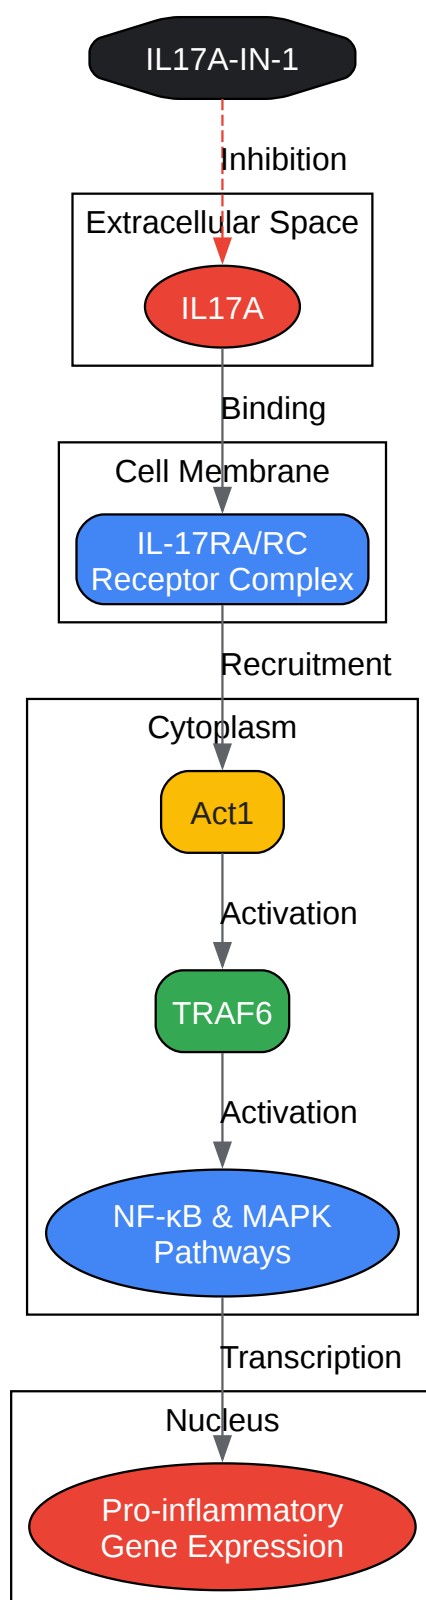 IL17A-IN-1
Inhibition
Extracellular Space
IL17A
Binding
Cell Membrane
IL-17RA/RC
Receptor Complex
Recruitment
Cytoplasm
Act1
Activation
TRAF6
Activation
NF-κB & MAPK
Pathways
Transcription
Nucleus
Pro-inflammatory
Gene Expression